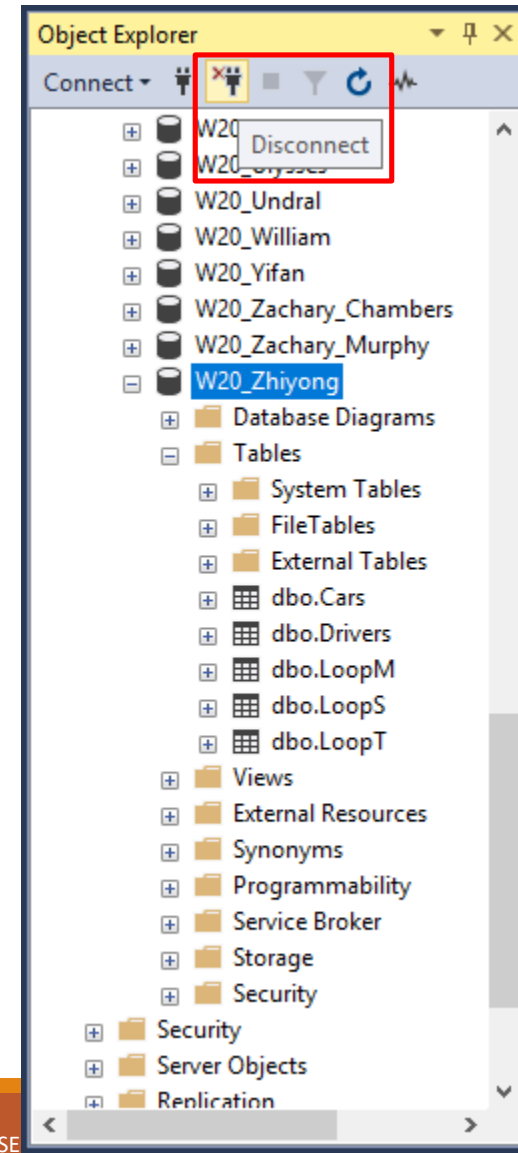 Object Explorer
Connect
W20
Disconnect
W20_Ulysses
W20_Undral
W20_William
W20_Yifan
W20_Zachary_Chambers
W20_Zachary_Murphy
W20_Zhiyong
Database Diagrams
Tables
System Tables
FileTables
External Tables
dbo.Cars
dbo.Drivers
dbo.LoopM
dbo.LoopS
dbo.LoopT
Views
External Resources
Synonyms
Programmability
Service Broker
Storage
Security
Security
Server Objects
Replication
SE